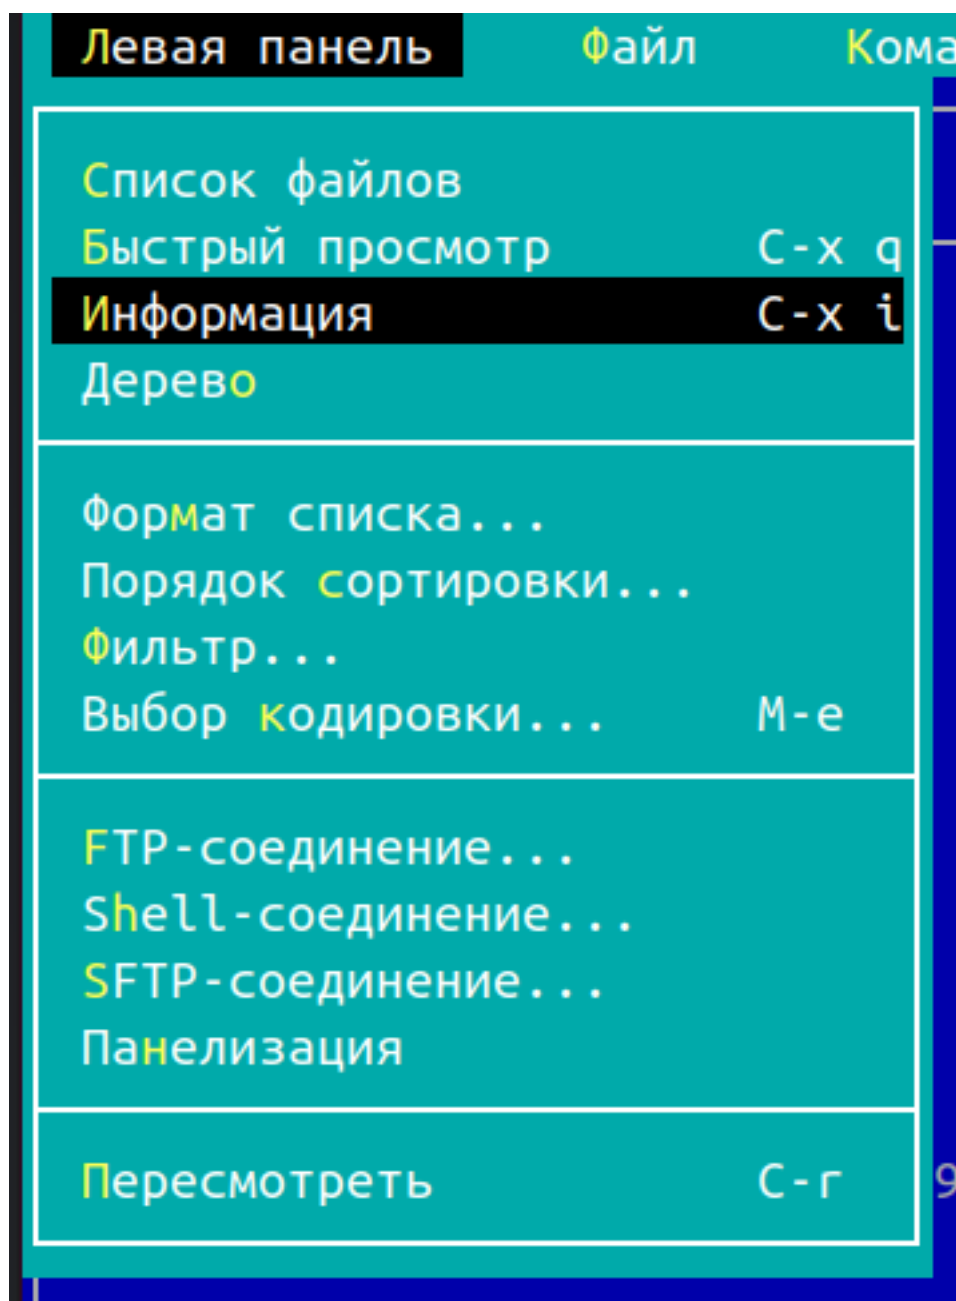 Левая панель Файл Кома
Список файлов
Быстрый просмотр C-x q
Информация C-x i
Дерево
Формат списка...
Порядок сортировки...
Фильтр...
Выбор кодировки... M-e
FTP-соединение...
Shell-соединение...
SFTP-соединение...
Панелизация
Пересмотреть C-r
9